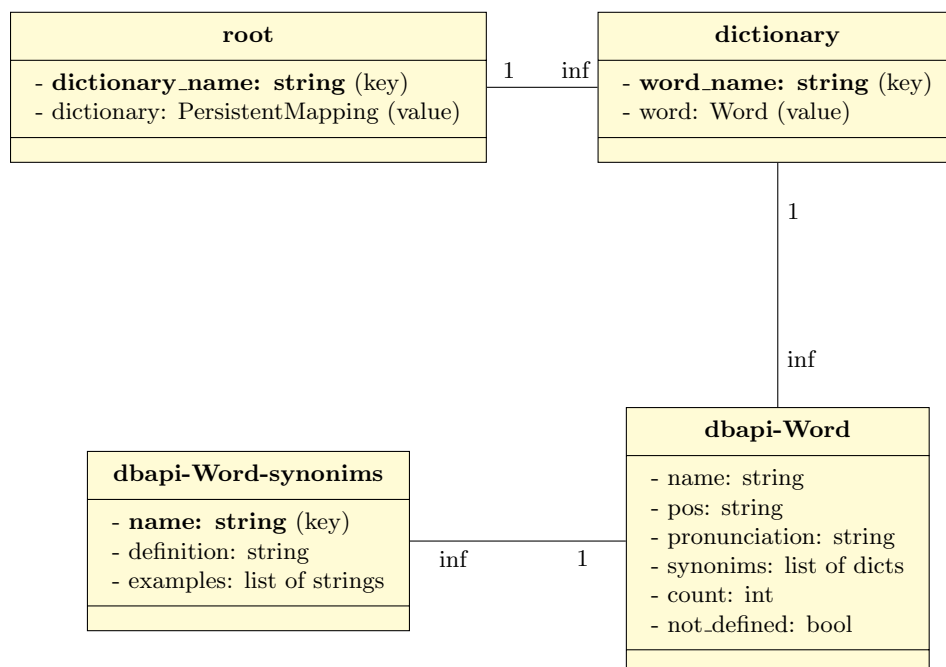 root
- dictionary_name: string (key)
- dictionary: PersistentMapping (value)
1
inf
dictionary
- word_name: string (key)
- word: Word (value)
1
inf
dbapi-Word
- name: string
- pos: string
- pronunciation: string
- synonims: list of dicts
- count: int
- not_defined: bool
dbapi-Word-synonims
- name: string (key)
- definition: string
- examples: list of strings
inf
1